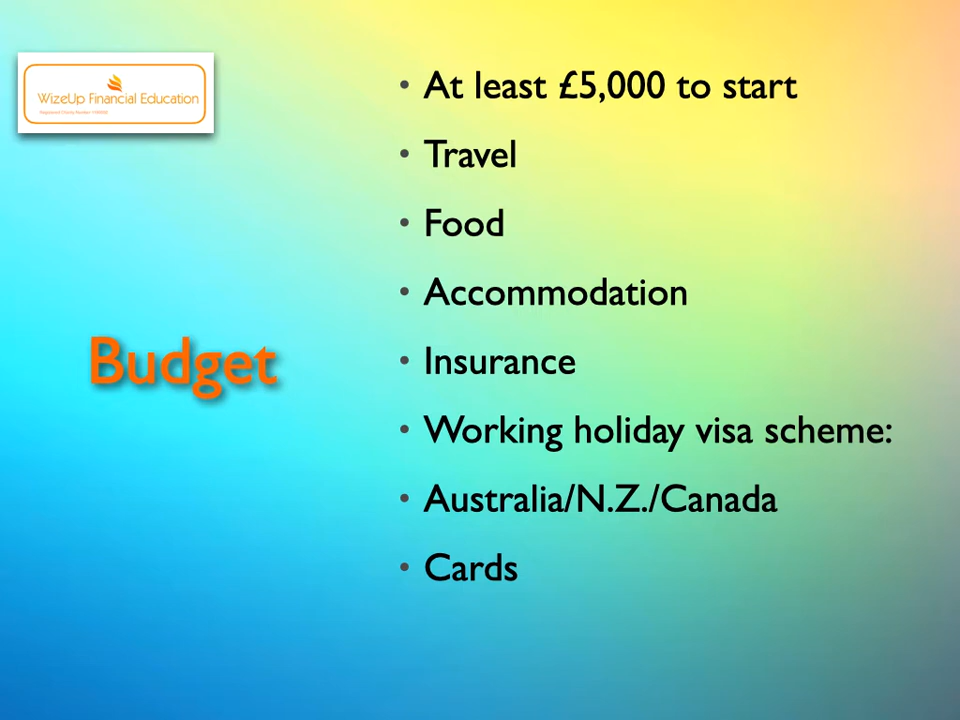 WizeUp Financial Education
• At least £5,000 to start
• Travel
• Food
• Accommodation
Budget
• Insurance
• Working holiday visa scheme:
• Australia/N.Z./Canada
• Cards